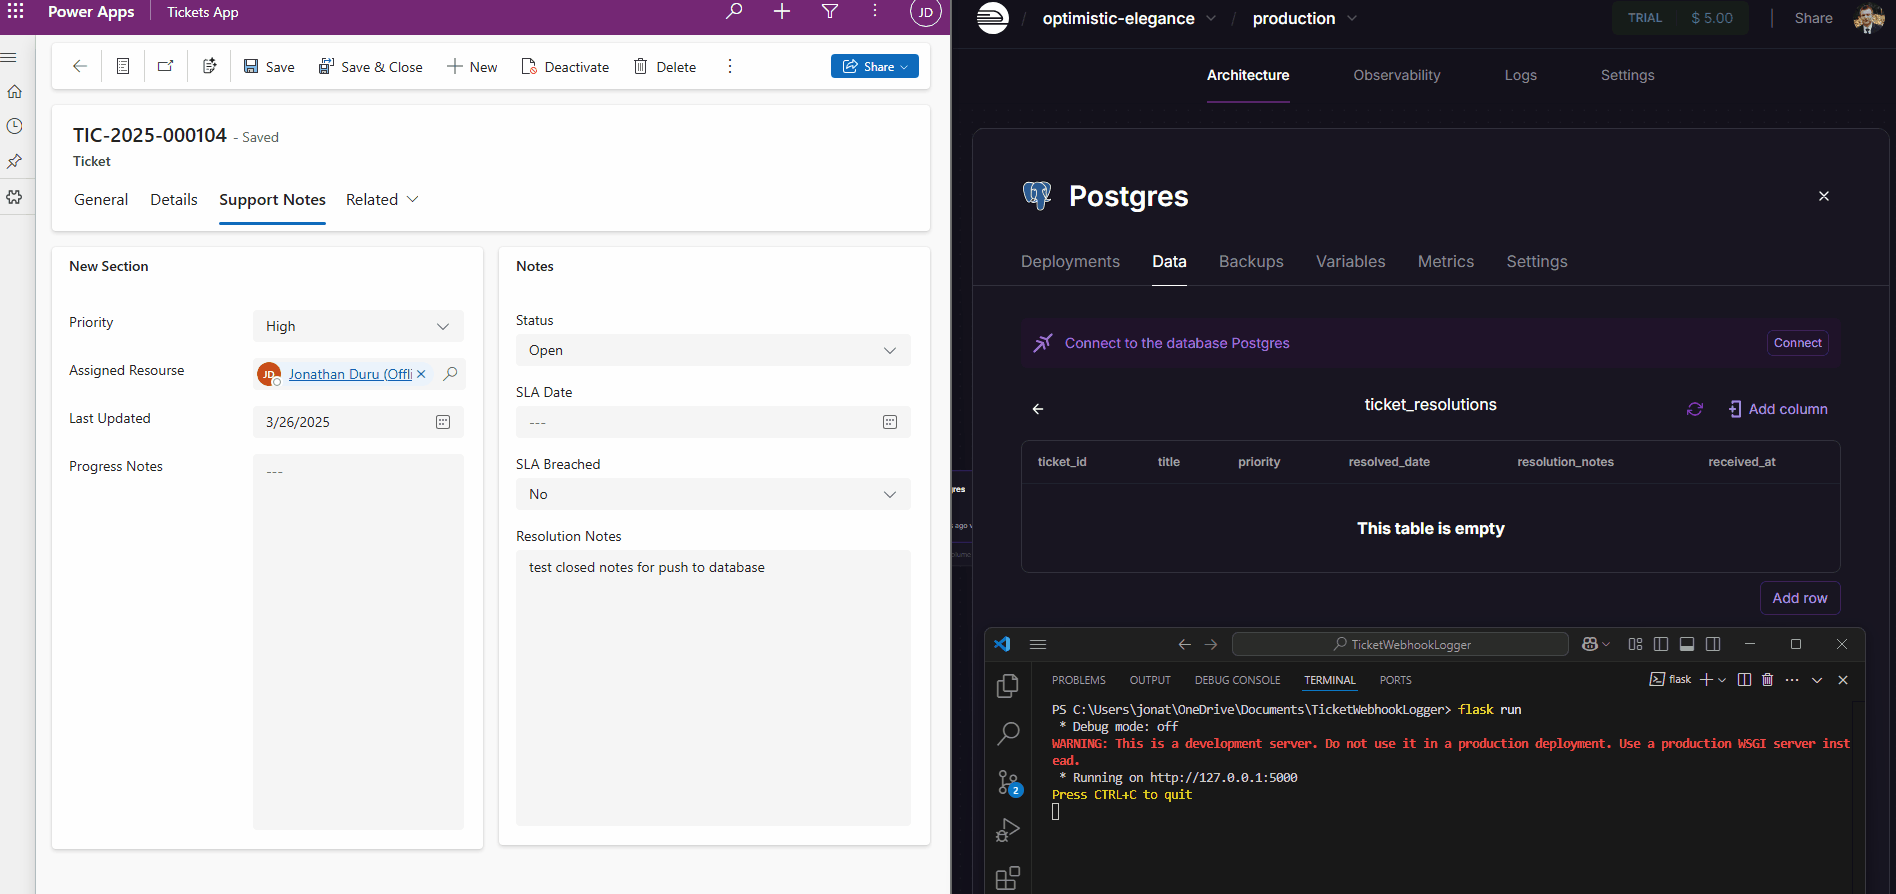 Power Apps
Tickets App
JD
Save
Save & Close
New
Deactivate
Delete
Share
TIC-2025-000104 - Saved
Ticket
General
Details
Support Notes
Related
New Section
Priority
High
Assigned Resourse
JD
Jonathan Duru (Offli
Last Updated
3/26/2025
Progress Notes
---
Notes
Status
Open
SLA Date
---
SLA Breached
No
Resolution Notes
test closed notes for push to database
/ optimistic-elegance
/ production
TRIAL
$ 5.00
Share
Architecture
Observability
Logs
Settings
Postgres
Deployments
Data
Backups
Variables
Metrics
Settings
Connect to the database Postgres
Connect
ticket_resolutions
Add column
ticket_id
title
priority
resolved_date
resolution_notes
received_at
This table is empty
Add row
res
ago
TicketWebhookLogger
PROBLEMS
OUTPUT
DEBUG CONSOLE
TERMINAL
PORTS
flask
PS C:\Users\jonat\OneDrive\Documents\TicketWebhookLogger> flask run
* Debug mode: off
WARNING: This is a development server. Do not use it in a production deployment. Use a production WSGI server inst
ead.
* Running on http://127.0.0.1:5000
Press CTRL+C to quit
2